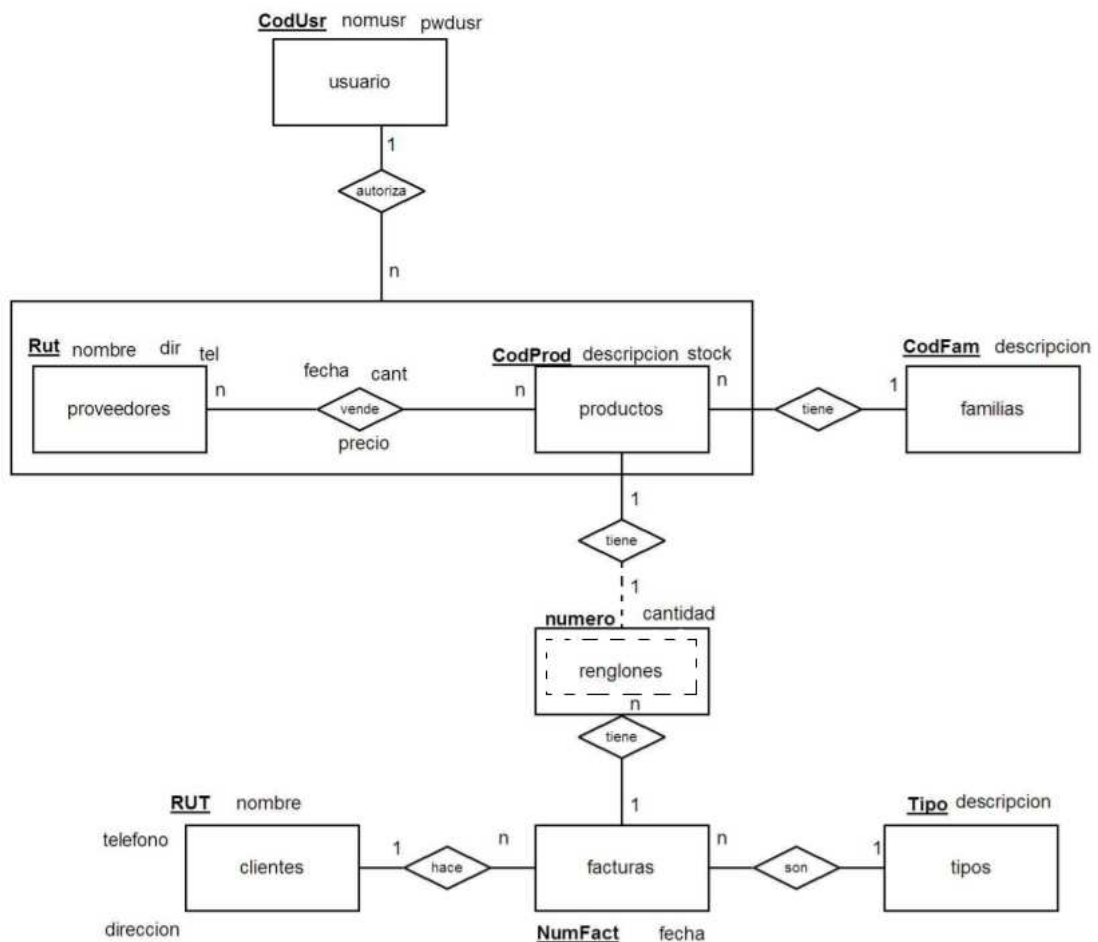 CodUsr nomusr pwdusr
usuario
1
autoriza
n
Rut nombre dir tel
proveedores
n
fecha cant
vende
precio
n
CodProd descripcion stock
productos
n
tiene
1
CodFam descripcion
familias
1
tiene
1
numero cantidad
renglones
n
tiene
1
RUT nombre
telefono
clientes
direccion
1
hace
n
facturas
NumFact fecha
n
son
1
Tipo descripcion
tipos